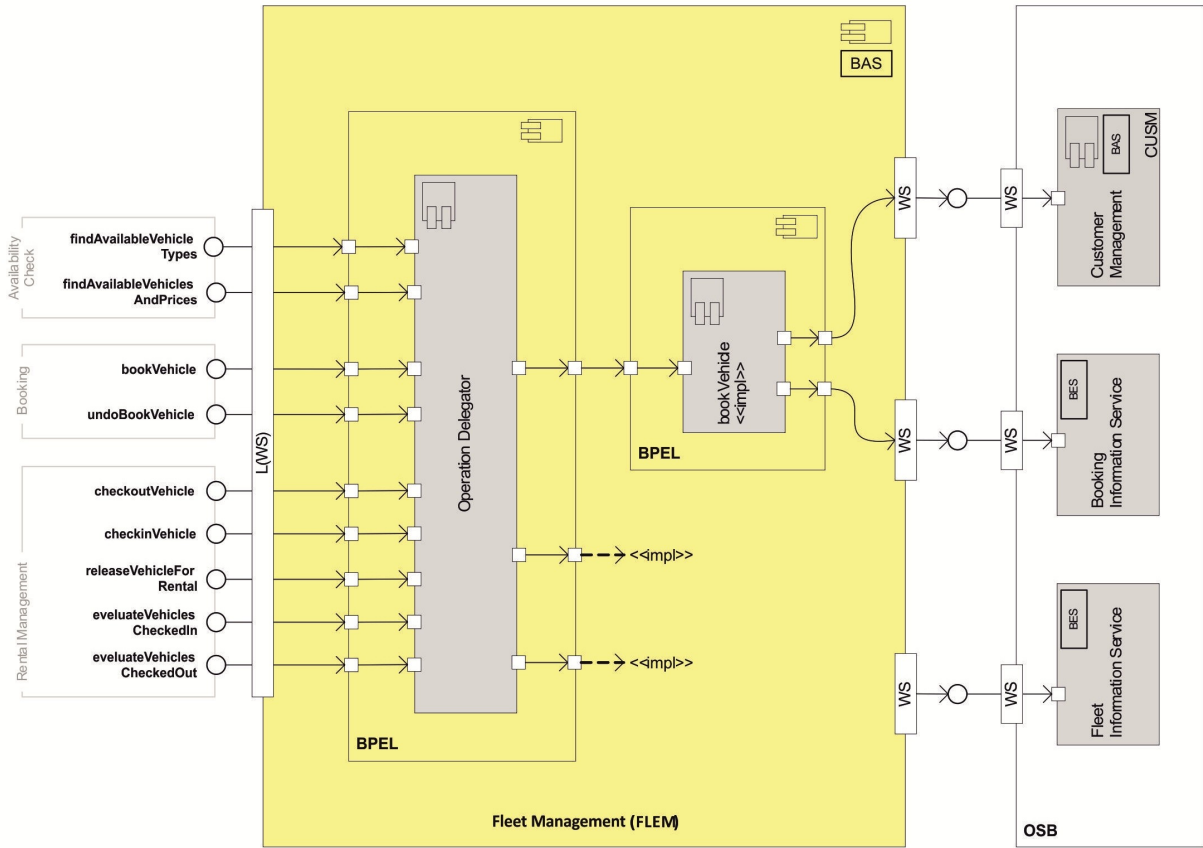 Availability
Check
findAvailableVehicle
Types
findAvailableVehicles
AndPrices
Booking
bookVehicle
undoBookVehicle
Rental Management
checkoutVehicle
checkinVehicle
releaseVehicleFor
Rental
eveluateVehicles
CheckedIn
eveluateVehicles
CheckedOut
L(WS)
Operation Delegator
BPEL
bookVehicle
<<impl>>
BPEL
<<impl>>
<<impl>>
BAS
Fleet Management (FLEM)
WS
WS
WS
WS
WS
WS
BAS
CUSM
Customer
Management
BES
Booking
Information Service
BES
Fleet
Information Service
OSB